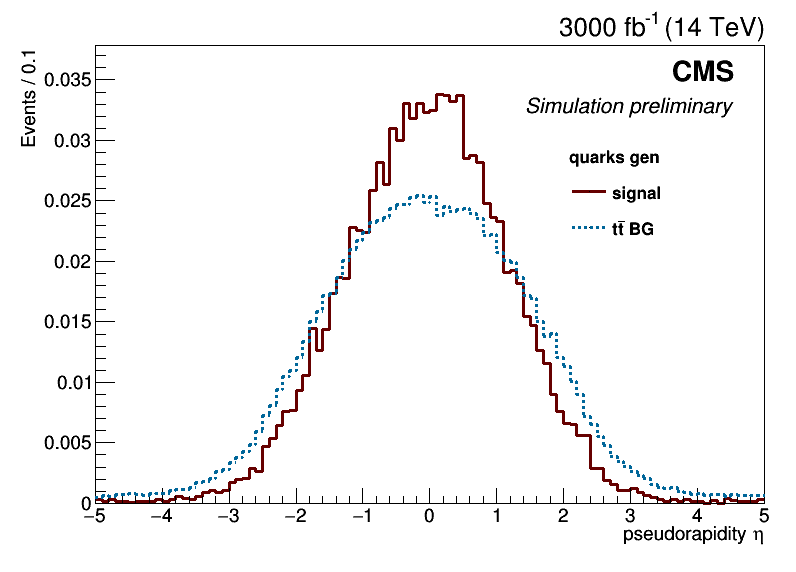 3000 fb⁻¹ (14 TeV)
Events / 0.1
CMS
Simulation preliminary
quarks gen
signal
tt̄ BG
0.035
0.03
0.025
0.02
0.015
0.01
0.005
0
−5 −4 −3 −2 −1 0 1 2 3 4 5
pseudorapidity η